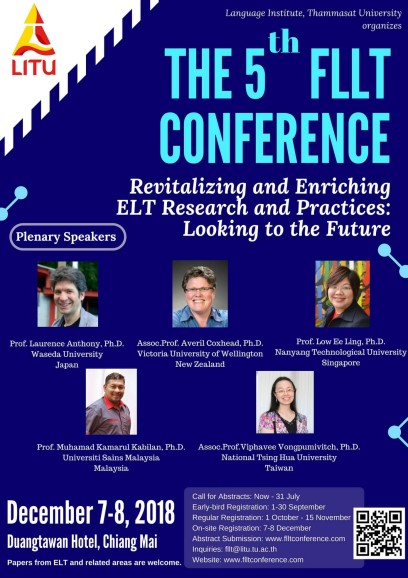 LITU
Language Institute, Thammasat University
organizes
THE 5th FLLT
CONFERENCE
Revitalizing and Enriching
ELT Research and Practices:
Looking to the Future
Plenary Speakers
Prof. Laurence Anthony, Ph.D.
Waseda University
Japan
Assoc.Prof. Averil Coxhead, Ph.D.
Victoria University of Wellington
New Zealand
Prof. Low Ee Ling, Ph.D.
Nanyang Technological University
Singapore
Prof. Muhamad Kamarul Kabilan, Ph.D.
Universiti Sains Malaysia
Malaysia
Assoc.Prof.Viphavee Vongpumivitch, Ph.D.
National Tsing Hua University
Taiwan
December 7-8, 2018
Duangtawan Hotel, Chiang Mai
Papers from ELT and related areas are welcome.
Call for Abstracts: Now - 31 July
Early-bird Registration: 1-30 September
Regular Registration: 1 October - 15 November
On-site Registration: 7-8 December
Abstract Submission: www.flltconference.com
Inquiries: fllt@litu.tu.ac.th
Website: www.flltconference.com